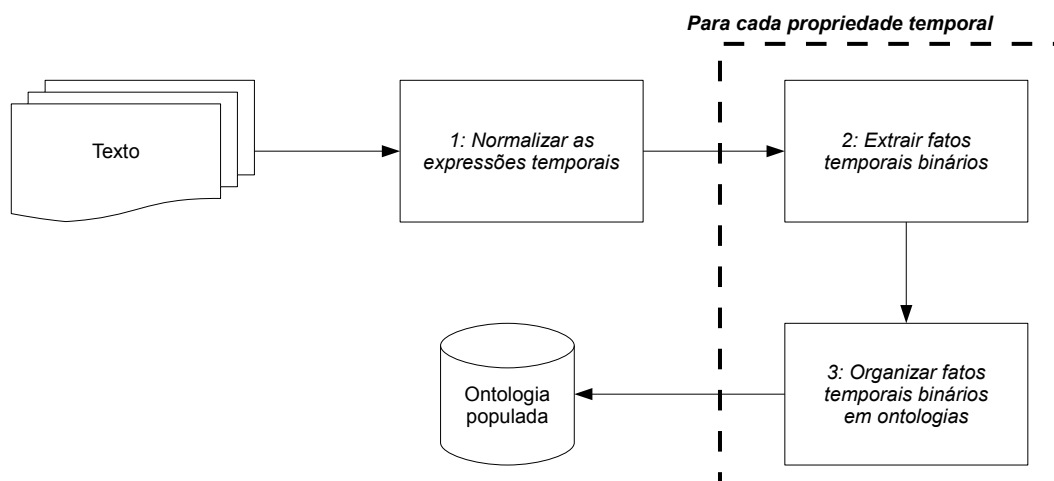 Para cada propriedade temporal
Texto
1: Normalizar as
expressões temporais
2: Extrair fatos
temporais binários
Ontologia
populada
3: Organizar fatos
temporais binários
em ontologias